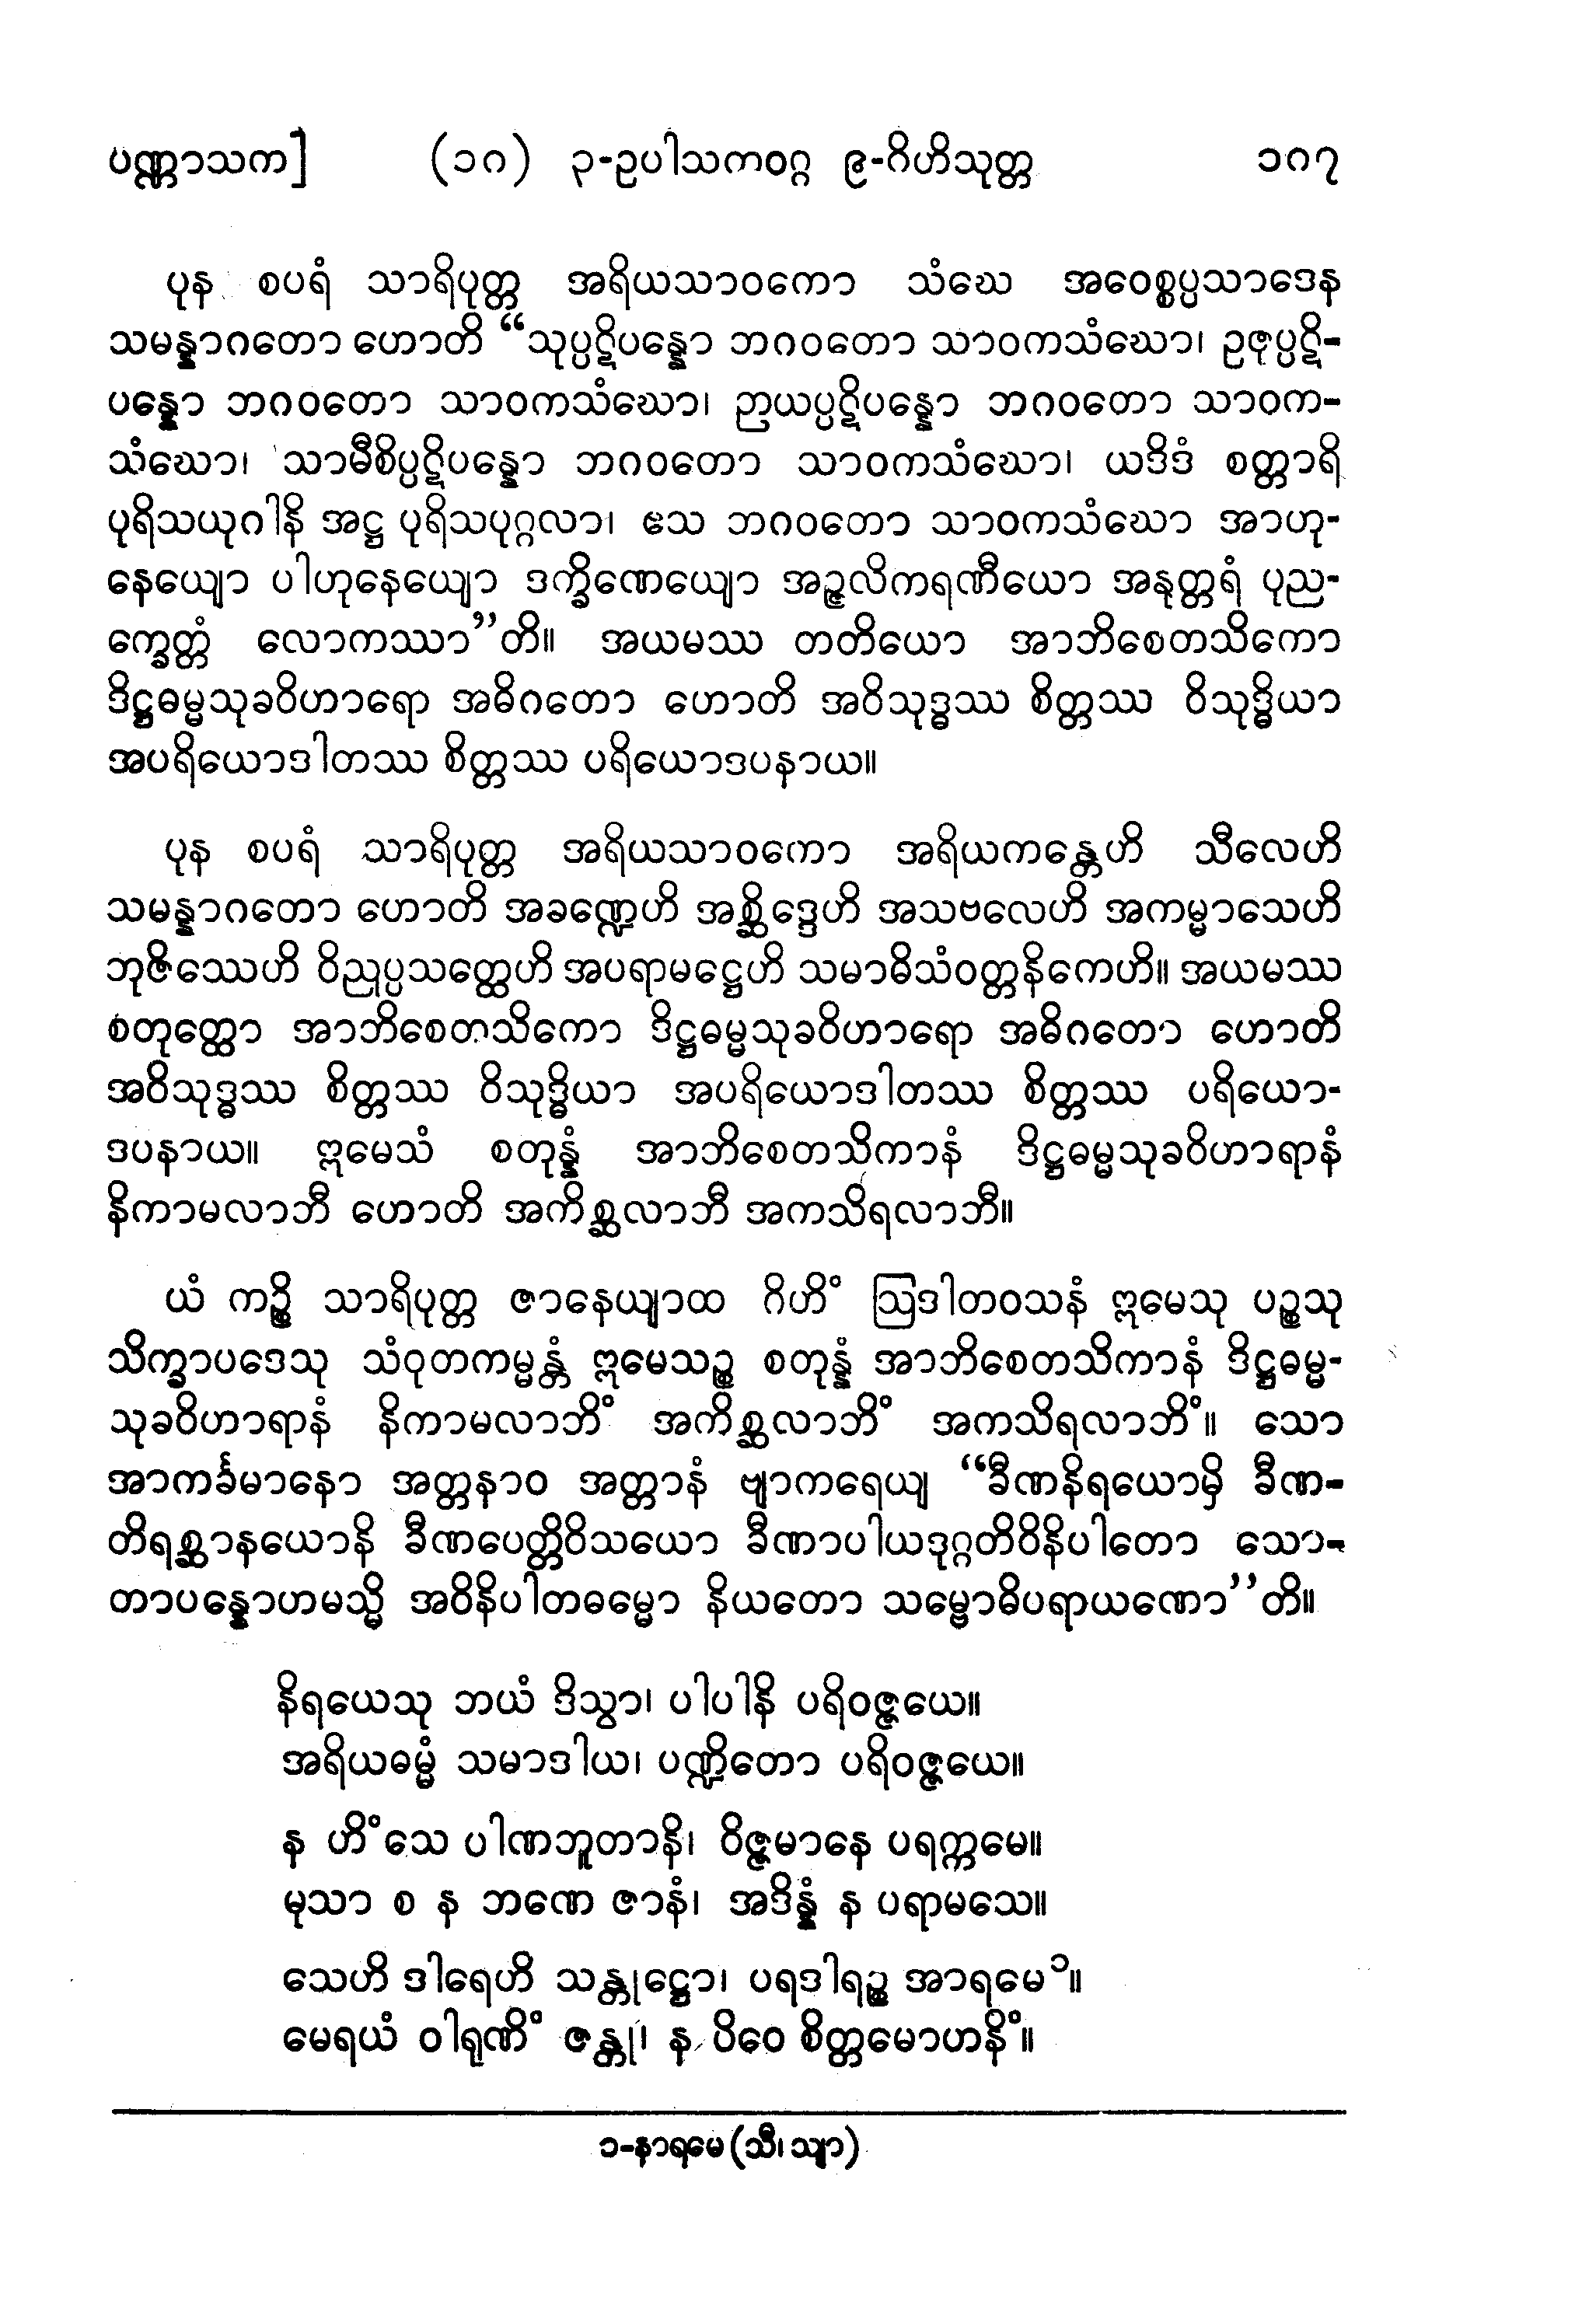 ပဏ္ဏာသက] (၁၈) ၃-ဥပါသကဝဂ္ဂ ၉-ဂိဟိသုတ္တ ၁၈၇
ပုန စပရံ သာရိပုတ္တ အရိယသာဝကော သံဃေ အဝေစ္စပ္ပသာဒေန
သမန္နာဂတော ဟောတိ “သုပ္ပဋိပန္နော ဘဂဝတော သာဝကသံဃော၊ ဥဇုပ္ပဋိ-
ပန္နော ဘဂဝတော သာဝကသံဃော၊ ဉာယပ္ပဋိပန္နော ဘဂဝတော သာဝက-
သံဃော၊ သာမီစိပ္ပဋိပန္နော ဘဂဝတော သာဝကသံဃော၊ ယဒိဒံ စတ္တာရိ
ပုရိသယုဂါနိ အဋ္ဌ ပုရိသပုဂ္ဂလာ၊ ဧသ ဘဂဝတော သာဝကသံဃော အာဟု-
နေယျော ပါဟုနေယျော ဒက္ခိဏေယျော အဉ္ဇလိကရဏီယော အနုတ္တရံ ပုည-
က္ခေတ္တံ လောကဿာ”တိ။ အယမဿ တတိယော အာဘိစေတသိကော
ဒိဋ္ဌဓမ္မသုခဝိဟာရော အဓိဂတော ဟောတိ အဝိသုဒ္ဓဿ စိတ္တဿ ဝိသုဒ္ဓိယာ
အပရိယောဒါတဿ စိတ္တဿ ပရိယောဒပနာယ။
ပုန စပရံ သာရိပုတ္တ အရိယသာဝကော အရိယကန္တေဟိ သီလေဟိ
သမန္နာဂတော ဟောတိ အခဏ္ဍေဟိ အစ္ဆိဒ္ဒေဟိ အသဗလေဟိ အကမ္မာသေဟိ
ဘုဇိဿေဟိ ဝိညုပ္ပသတ္ထေဟိ အပရာမဋ္ဌေဟိ သမာဓိသံဝတ္တနိကေဟိ။ အယမဿ
စတုတ္ထော အာဘိစေတသိကော ဒိဋ္ဌဓမ္မသုခဝိဟာရော အဓိဂတော ဟောတိ
အဝိသုဒ္ဓဿ စိတ္တဿ ဝိသုဒ္ဓိယာ အပရိယောဒါတဿ စိတ္တဿ ပရိယော-
ဒပနာယ။ ဣမေသံ စတုန္နံ အာဘိစေတသိကာနံ ဒိဋ္ဌဓမ္မသုခဝိဟာရာနံ
နိကာမလာဘီ ဟောတိ အကိစ္ဆလာဘီ အကသိရလာဘီ။
ယံ ကဉ္စိ သာရိပုတ္တ ဇာနေယျာထ ဂိဟိံ ဩဒါတဝသနံ ဣမေသု ပဉ္စသု
သိက္ခာပဒေသု သံဝုတကမ္မန္တံ ဣမေသဉ္စ စတုန္နံ အာဘိစေတသိကာနံ ဒိဋ္ဌဓမ္မ-
သုခဝိဟာရာနံ နိကာမလာဘိံ အကိစ္ဆလာဘိံ အကသိရလာဘိံ။ သော
အာကင်္ခမာနော အတ္တနာဝ အတ္တာနံ ဗျာကရေယျ “ခီဏနိရယောမှိ ခီဏ-
တိရစ္ဆာနယောနိ ခီဏပေတ္တိဝိသယော ခီဏာပါယဒုဂ္ဂတိဝိနိပါတော သော-
တာပန္နောဟမသ္မိ အဝိနိပါတဓမ္မော နိယတော သမ္ဗောဓိပရာယဏော”တိ။
နိရယေသု ဘယံ ဒိသွာ၊ ပါပါနိ ပရိဝဇ္ဇယေ။
အရိယဓမ္မံ သမာဒါယ၊ ပဏ္ဍိတော ပရိဝဇ္ဇယေ။
န ဟိံသေ ပါဏဘူတာနိ၊ ဝိဇ္ဇမာနေ ပရက္ကမေ။
မုသာ စ န ဘဏေ ဇာနံ၊ အဒိန္နံ န ပရာမသေ။
သေဟိ ဒါရေဟိ သန္တုဋ္ဌော၊ ပရဒါရဉ္စ အာရမေ ၁။
မေရယံ ဝါရုဏိံ ဇန္တု၊ န ပိဝေ စိတ္တမောဟနိံ။
၁-နာရမေ (သီ၊ သျာ)